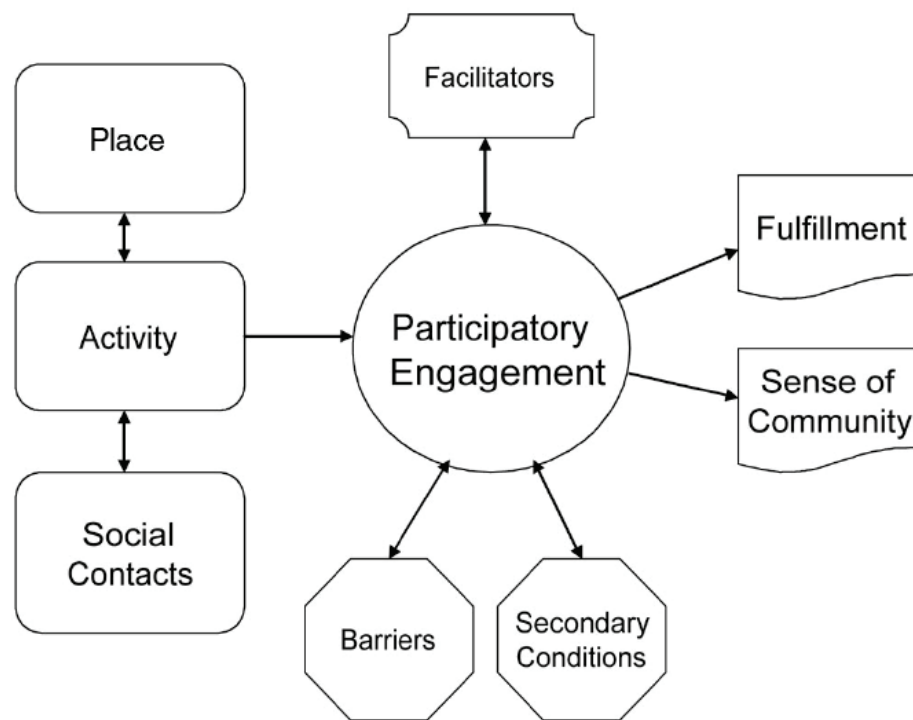 Facilitators
Place
Fulfillment
Activity
Participatory
Engagement
Sense of
Community
Social
Contacts
Barriers
Secondary
Conditions